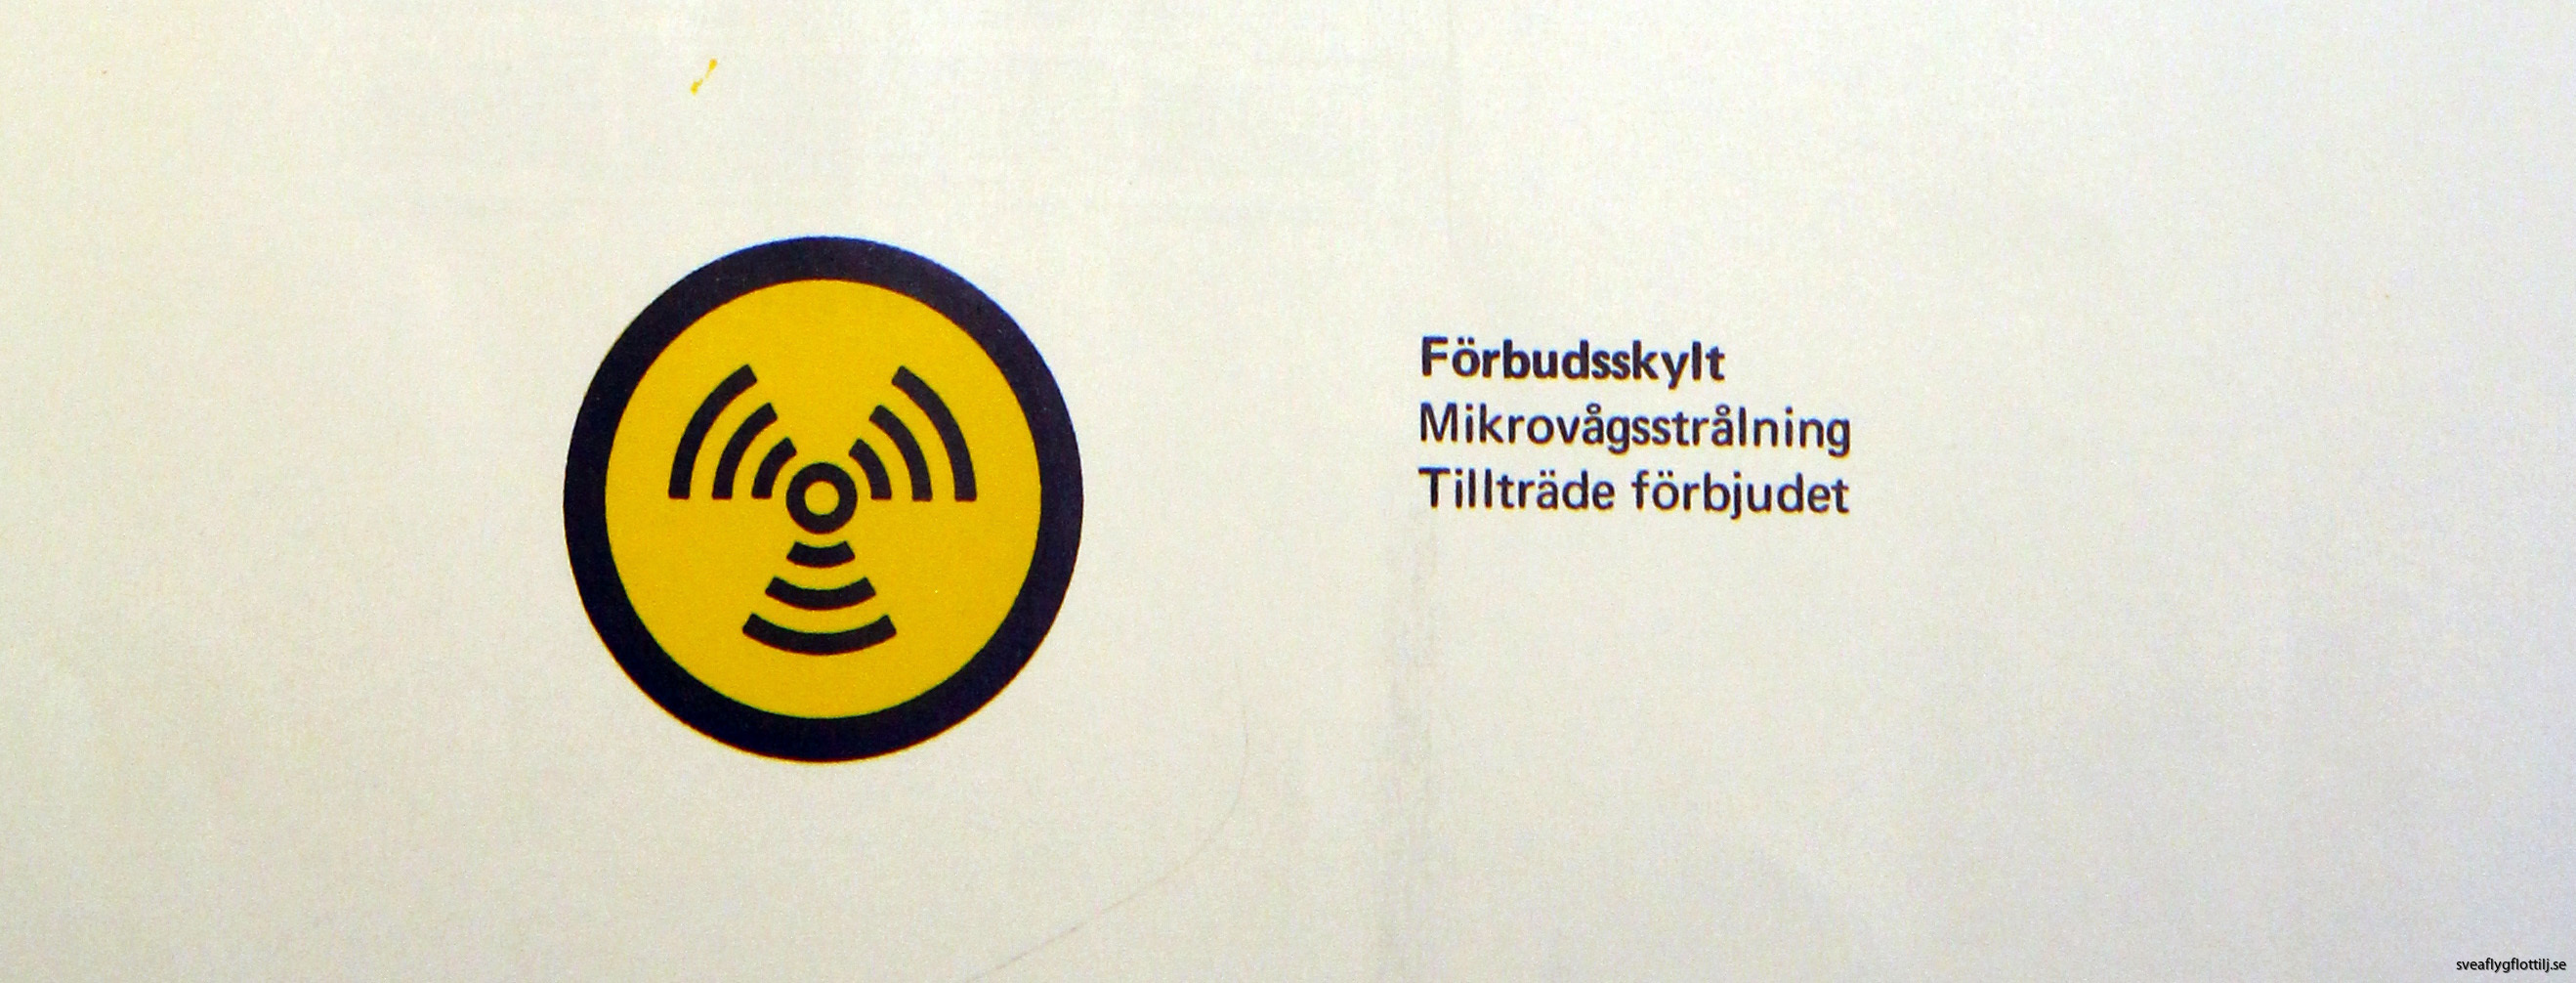 Förbudsskylt
Mikrovågsstrålning
Tillträde förbjudet
sveaflygflottilj.se